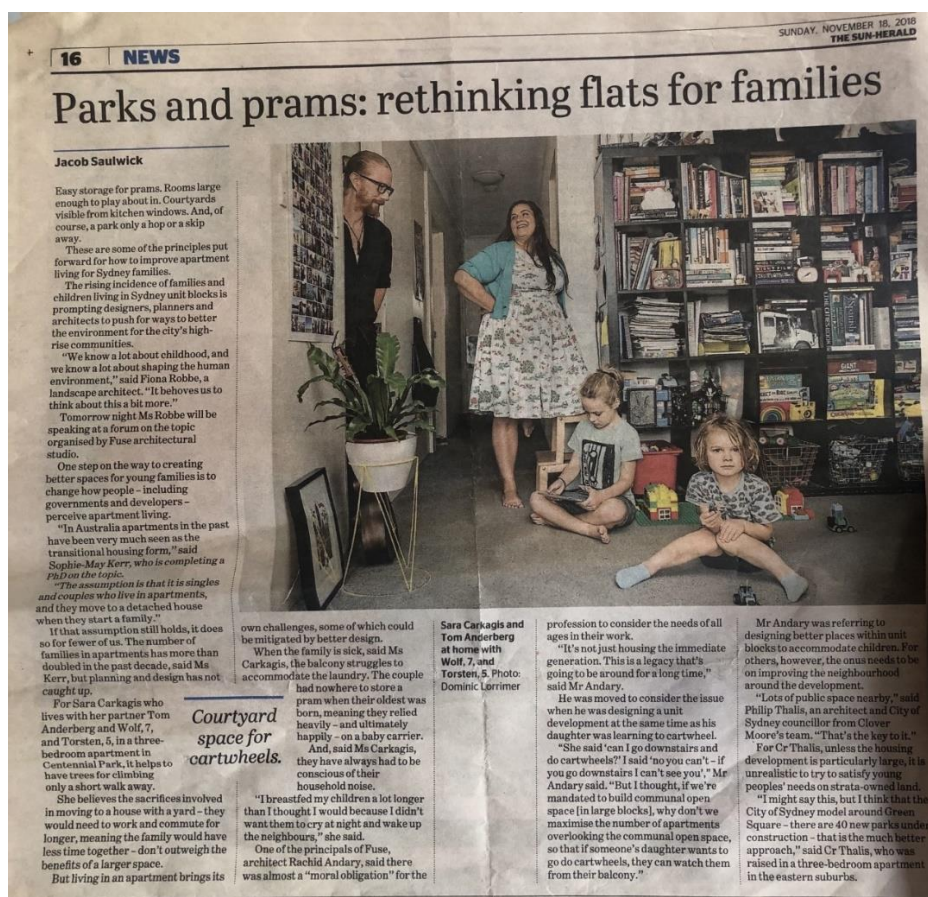 SUNDAY, NOVEMBER 18, 2018
THE SUN-HERALD
16 NEWS
Parks and prams: rethinking flats for families
Jacob Saulwick
Easy storage for prams. Rooms large
enough to play about in. Courtyards
visible from kitchen windows. And, of
course, a park only a hop or a skip
away.
These are some of the principles put
forward for how to improve apartment
living for Sydney families.
The rising incidence of families and
children living in Sydney unit blocks is
prompting designers, planners and
architects to push for ways to better
the environment for the city's high-
rise communities.
"We know a lot about childhood, and
we know a lot about shaping the human
environment," said Fiona Robbe, a
landscape architect. "It behoves us to
think about this a bit more."
Tomorrow night Ms Robbe will be
speaking at a forum on the topic
organised by Fuse architectural
studio.
One step on the way to creating
better spaces for young families is to
change how people – including
governments and developers –
perceive apartment living.
"In Australia apartments in the past
have been very much seen as the
transitional housing form," said
Sophie-May Kerr, who is completing a
PhD on the topic.
"The assumption is that it is singles
and couples who live in apartments,
and they move to a detached house
when they start a family."
If that assumption still holds, it does
so for fewer of us. The number of
families in apartments has more than
doubled in the past decade, said Ms
Kerr, but planning and design has not
caught up.
For Sara Carkagis who
lives with her partner Tom
Anderberg and Wolf, 7,
and Torsten, 5, in a three-
bedroom apartment in
Centennial Park, it helps to
have trees for climbing
only a short walk away.
She believes the sacrifices involved
in moving to a house with a yard – they
would need to work and commute for
longer, meaning the family would have
less time together – don't outweigh the
benefits of a larger space.
But living in an apartment brings its
own challenges, some of which could
be mitigated by better design.
When the family is sick, said Ms
Carkagis, the balcony struggles to
accommodate the laundry. The couple
had nowhere to store a
pram when their oldest was
born, meaning they relied
heavily – and ultimately
happily – on a baby carrier.
And, said Ms Carkagis,
they have always had to be
conscious of their
household noise.
"I breastfed my children a lot longer
than I thought I would because I didn't
want them to cry at night and wake up
the neighbours," she said.
One of the principals of Fuse,
architect Rachid Andary, said there
was almost a "moral obligation" for the
Courtyard
space for
cartwheels.
Sara Carkagis and
Tom Anderberg
at home with
Wolf, 7, and
Torsten, 5. Photo:
Dominic Lorrimer
profession to consider the needs of all
ages in their work.
"It's not just housing the immediate
generation. This is a legacy that's
going to be around for a long time,"
said Mr Andary.
He was moved to consider the issue
when he was designing a unit
development at the same time as his
daughter was learning to cartwheel.
"She said 'can I go downstairs and
do cartwheels?' I said 'no you can't – if
you go downstairs I can't see you'," Mr
Andary said. "But I thought, if we're
mandated to build communal open
space [in large blocks], why don't we
maximise the number of apartments
overlooking the communal open space,
so that if someone's daughter wants to
go do cartwheels, they can watch them
from their balcony."
Mr Andary was referring to
designing better places within unit
blocks to accommodate children. For
others, however, the onus needs to be
on improving the neighbourhood
around the development.
"Lots of public space nearby," said
Philip Thalis, an architect and City of
Sydney councillor from Clover
Moore's team. "That's the key to it."
For Cr Thalis, unless the housing
development is particularly large, it is
unrealistic to try to satisfy young
peoples' needs on strata-owned land.
"I might say this, but I think that the
City of Sydney model around Green
Square – there are 40 new parks under
construction – that is the much better
approach," said Cr Thalis, who was
raised in a three-bedroom apartment
in the eastern suburbs.